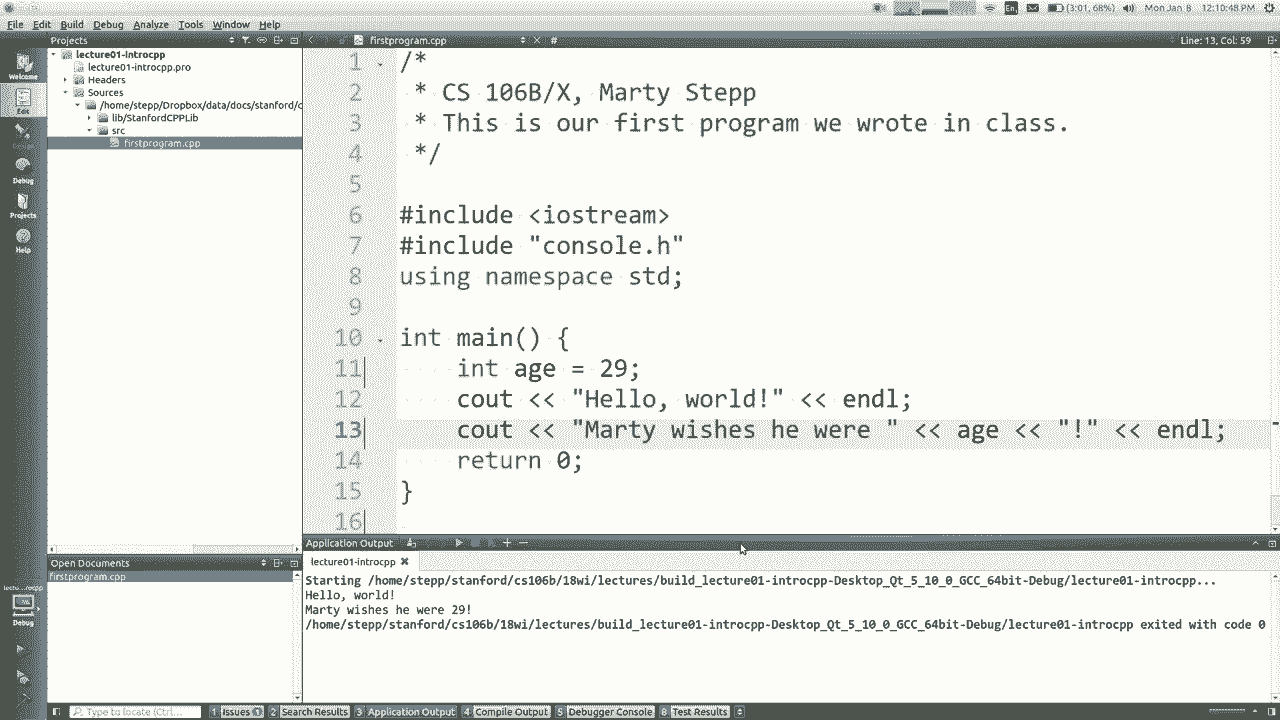 (3:01, 68%) Mon Jan 8 12:10:48 PM
File Edit Build Debug Analyze Tools Window Help
Projects
firstprogram.cpp
#
Line: 13, Col: 59
Welcome
Edit
Design
Debug
Projects
Help
Debug
lecture01-introcpp
lecture01-introcpp.pro
Headers
Sources
/home/stepp/Dropbox/data/docs/stanford/c
lib/StanfordCPPLib
src
firstprogram.cpp
Open Documents
firstprogram.cpp
1 /*
2 * CS 106B/X, Marty Stepp
3 * This is our first program we wrote in class.
4 */
5
6 #include <iostream>
7 #include "console.h"
8 using namespace std;
9
10 int main() {
11 int age = 29;
12 cout << "Hello, world!" << endl;
13 cout << "Marty wishes he were " << age << "!" << endl;
14 return 0;
15 }
16
Application Output
lecture01-introcpp
Starting /home/stepp/stanford/cs106b/18wi/lectures/build_lecture01-introcpp-Desktop_Qt_5_10_0_GCC_64bit-Debug/lecture01-introcpp...
Hello, world!
Marty wishes he were 29!
/home/stepp/stanford/cs106b/18wi/lectures/build_lecture01-introcpp-Desktop_Qt_5_10_0_GCC_64bit-Debug/lecture01-introcpp exited with code 0
Type to locate (Ctrl... 1 Issues 1 2 Search Results 3 Application Output 4 Compile Output 5 Debugger Console 8 Test Results